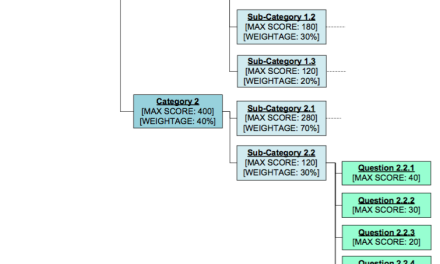 Sub-Category 1.2
[MAX SCORE: 180]
[WEIGHTAGE: 30%]
Sub-Category 1.3
[MAX SCORE: 120]
[WEIGHTAGE: 20%]
Category 2
[MAX SCORE: 400]
[WEIGHTAGE: 40%]
Sub-Category 2.1
[MAX SCORE: 280]
[WEIGHTAGE: 70%]
Sub-Category 2.2
[MAX SCORE: 120]
[WEIGHTAGE: 30%]
Question 2.2.1
[MAX SCORE: 40]
Question 2.2.2
[MAX SCORE: 30]
Question 2.2.3
[MAX SCORE: 20]
Question 2.2.4